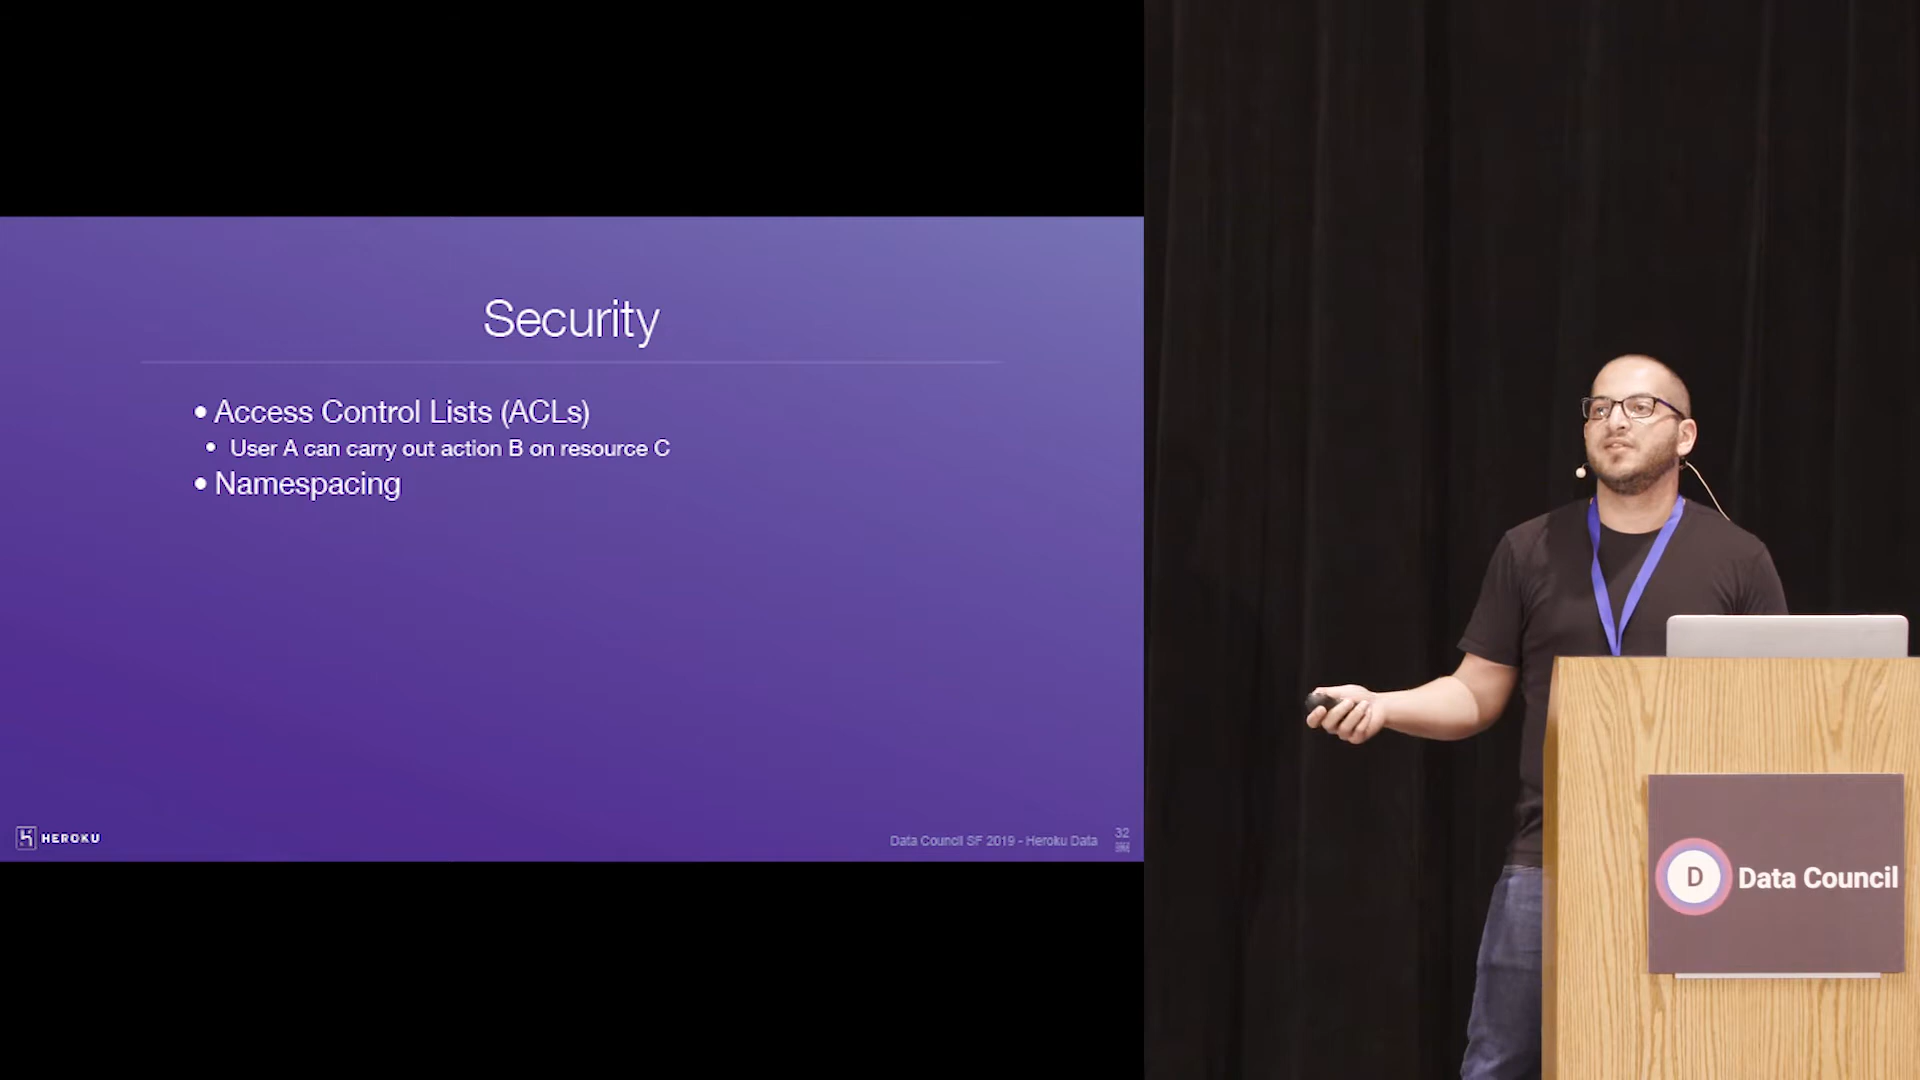 Security
• Access Control Lists (ACLs)
• User A can carry out action B on resource C
• Namespacing
HEROKU
Data Council SF 2019 - Heroku Data
32
D Data Council